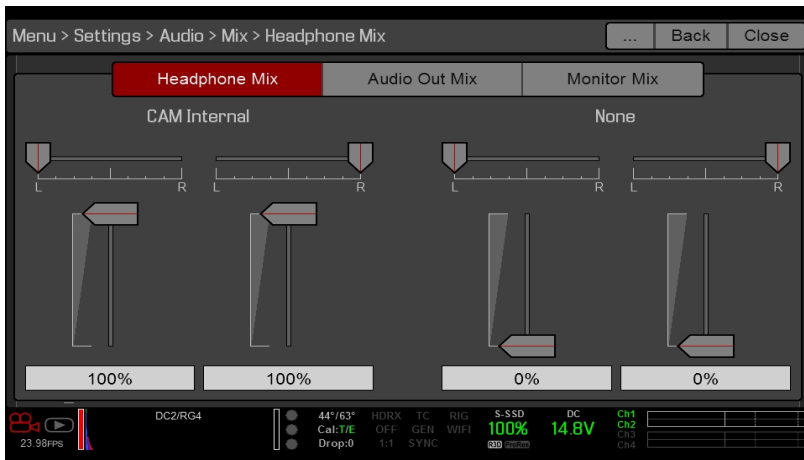 Menu > Settings > Audio > Mix > Headphone Mix ... Back Close
Headphone Mix Audio Out Mix Monitor Mix
CAM Internal None
L R L R L R L R
100% 100% 0% 0%
DC2/RG4 44°/63° HDRX TC RIG S-SSD DC Ch1
Cal:T/E OFF GEN WIFI 100% 14.8V Ch2
23.98FPS Drop:0 1:1 SYNC R3D ProRes Ch3
Ch4